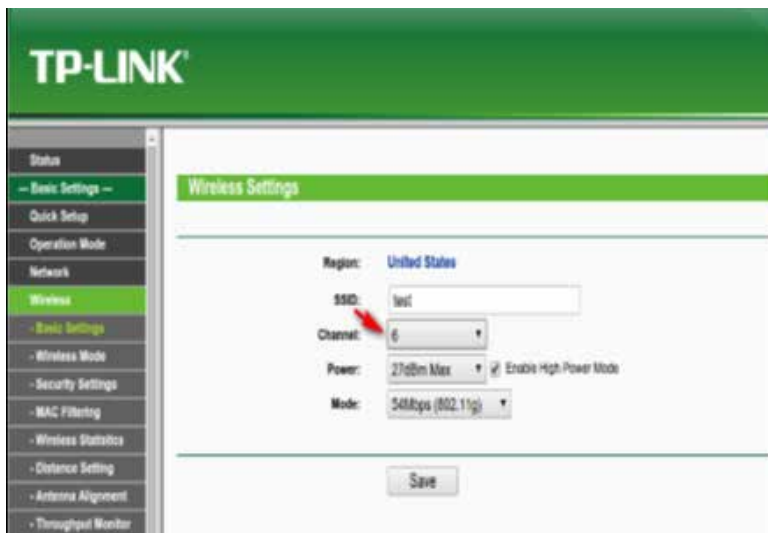 TP-LINK®
Status
— Basic Settings —
Quick Setup
Operation Mode
Network
Wireless
- Basic Settings
- Wireless Mode
- Security Settings
- MAC Filtering
- Wireless Statistics
- Distance Setting
- Antenna Alignment
- Throughput Monitor
Wireless Settings
Region: United States
SSID: test
Channel: 6
Power: 27dBm Max Enable High Power Mode
Mode: 54Mbps (802.11g)
Save